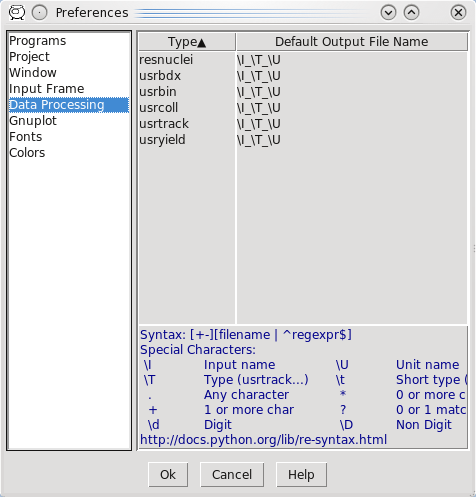 Preferences
Programs
Project
Window
Input Frame
Data Processing
Gnuplot
Fonts
Colors
Type▲ Default Output File Name
resnuclei \I_\T_\U
usrbdx \I_\T_\U
usrbin \I_\T_\U
usrcoll \I_\T_\U
usrtrack \I_\T_\U
usryield \I_\T_\U
Syntax: [+-][filename | ^regexpr$]
Special Characters:
\I Input name \U Unit name
\T Type (usrtrack...) \t Short type (
. Any character * 0 or more c
+ 1 or more char ? 0 or 1 matc
\d Digit \D Non Digit
http://docs.python.org/lib/re-syntax.html
Ok Cancel Help